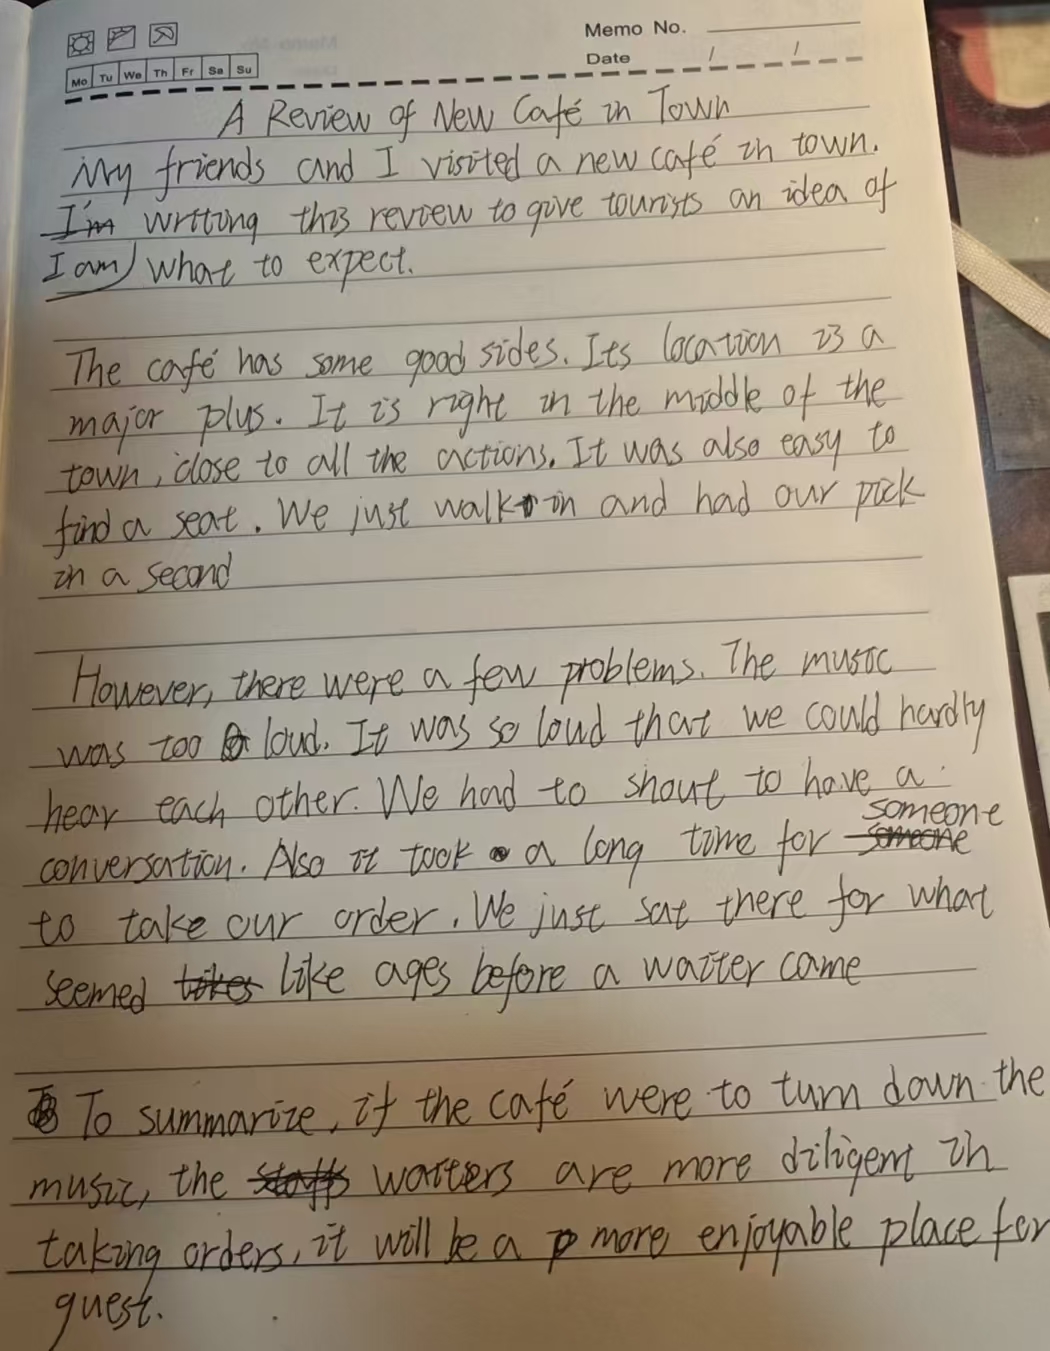 Memo No.
Date / /
Mo Tu We Th Fr Sa Su
A Review of New Café in Town
My friends and I visited a new café in town.
I'm writing this review to give tourists an idea of
I am) what to expect.
The café has some good sides. Its location is a
major plus. It is right in the middle of the
town, close to all the actions. It was also easy to
find a seat. We just walk in and had our pick
in a second
However, there were a few problems. The music
was too loud. It was so loud that we could hardly
hear each other. We had to shout to have a
conversation. Also it took a long time for someone
to take our order. We just sat there for what
seemed like ages before a waiter came
To summarize, if the café were to turn down the
music, the waiters are more diligent in
taking orders, it will be a more enjoyable place for
guest.